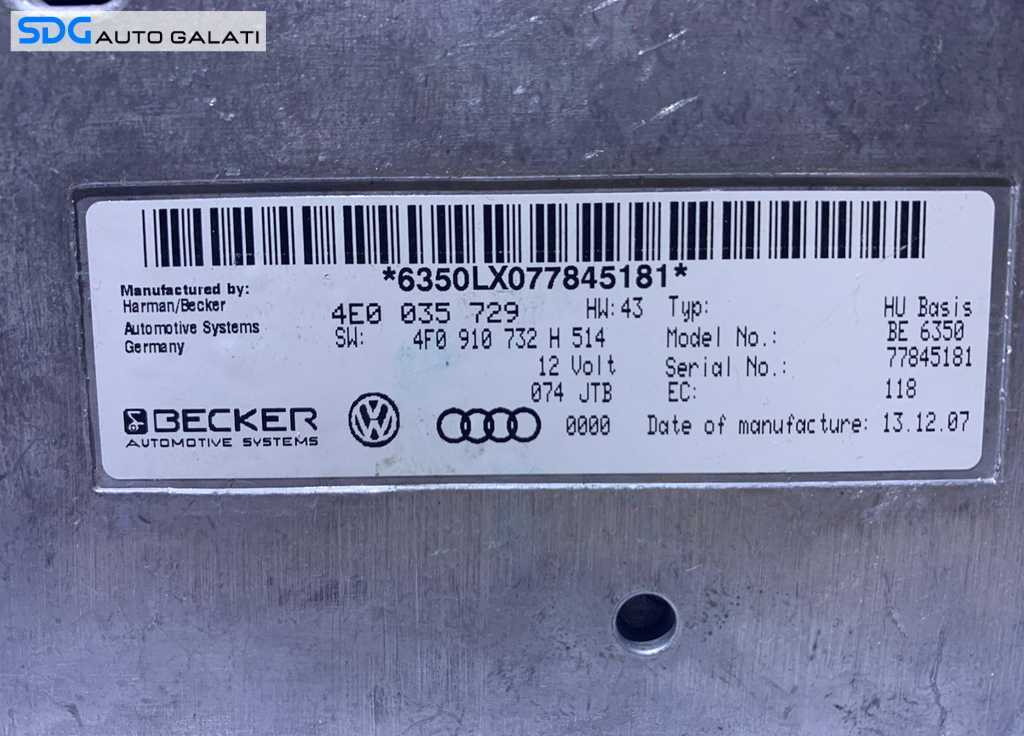 SDG AUTO GALATI
*6350LX077845181*
Manufactured by:
Harman/Becker
Automotive Systems
Germany
4E0 035 729 HW:43
SW: 4F0 910 732 H 514
12 Volt
074 JTB
Typ: HU Basis
Model No.: BE 6350
Serial No.: 77845181
EC: 118
BECKER
AUTOMOTIVE SYSTEMS
0000
Date of manufacture: 13.12.07